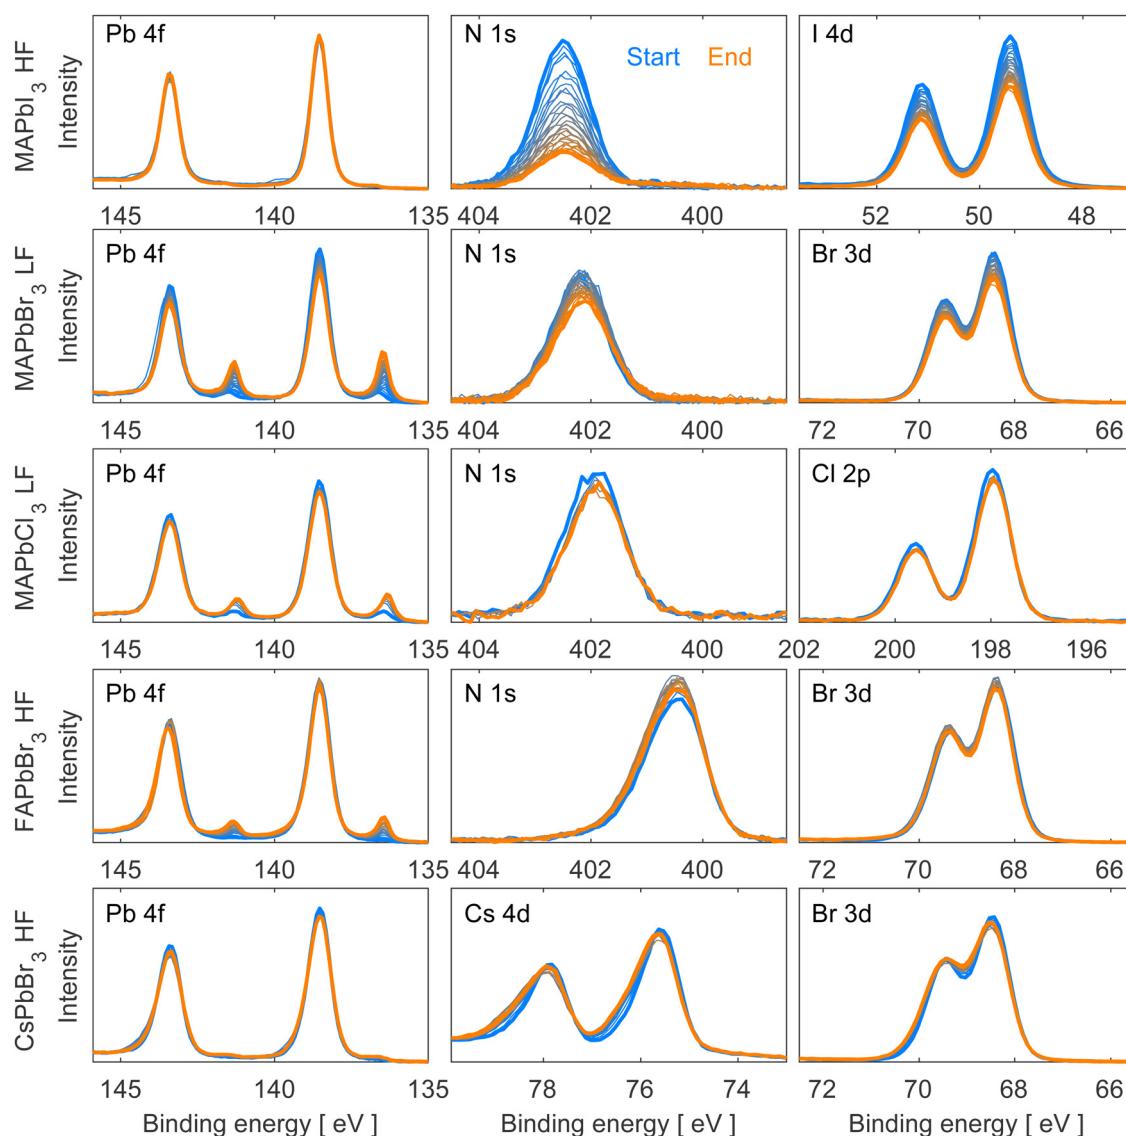 MAPbI3 HF
Intensity
Pb 4f
N 1s
Start End
I 4d
145 140 135
404 402 400
52 50 48
MAPbBr3 LF
Intensity
Pb 4f
N 1s
Br 3d
145 140 135
404 402 400
72 70 68 66
MAPbCl3 LF
Intensity
Pb 4f
N 1s
Cl 2p
145 140 135
404 402 400
202 200 198 196
FAPbBr3 HF
Intensity
Pb 4f
N 1s
Br 3d
145 140 135
404 402 400
72 70 68 66
CsPbBr3 HF
Intensity
Pb 4f
Cs 4d
Br 3d
145 140 135
78 76 74
72 70 68 66
Binding energy [ eV ]
Binding energy [ eV ]
Binding energy [ eV ]